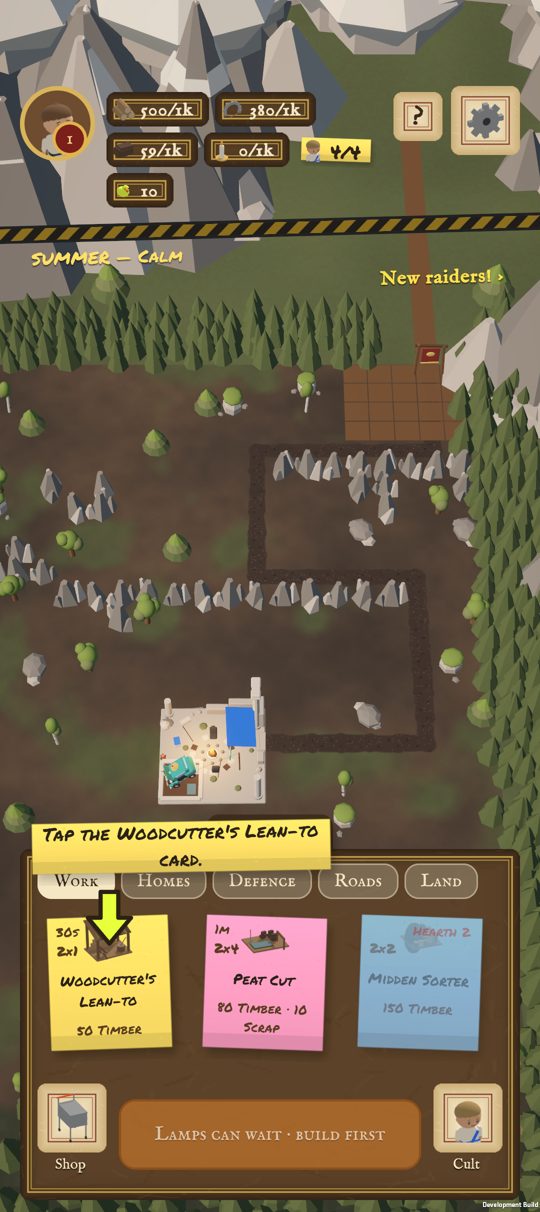 500/1k
380/1k
59/1k
0/1k
4/4
1
10
?
Summer – Calm
New raiders! ›
Tap the Woodcutter's Lean-to
card.
Work
Homes
Defence
Roads
Land
30s
2x1
Woodcutter's
Lean-to
50 Timber
1m
2x4
Peat Cut
80 Timber · 10
Scrap
Hearth 2
2x2
Midden Sorter
150 Timber
Shop
Lamps can wait · build first
Cult
Development Build